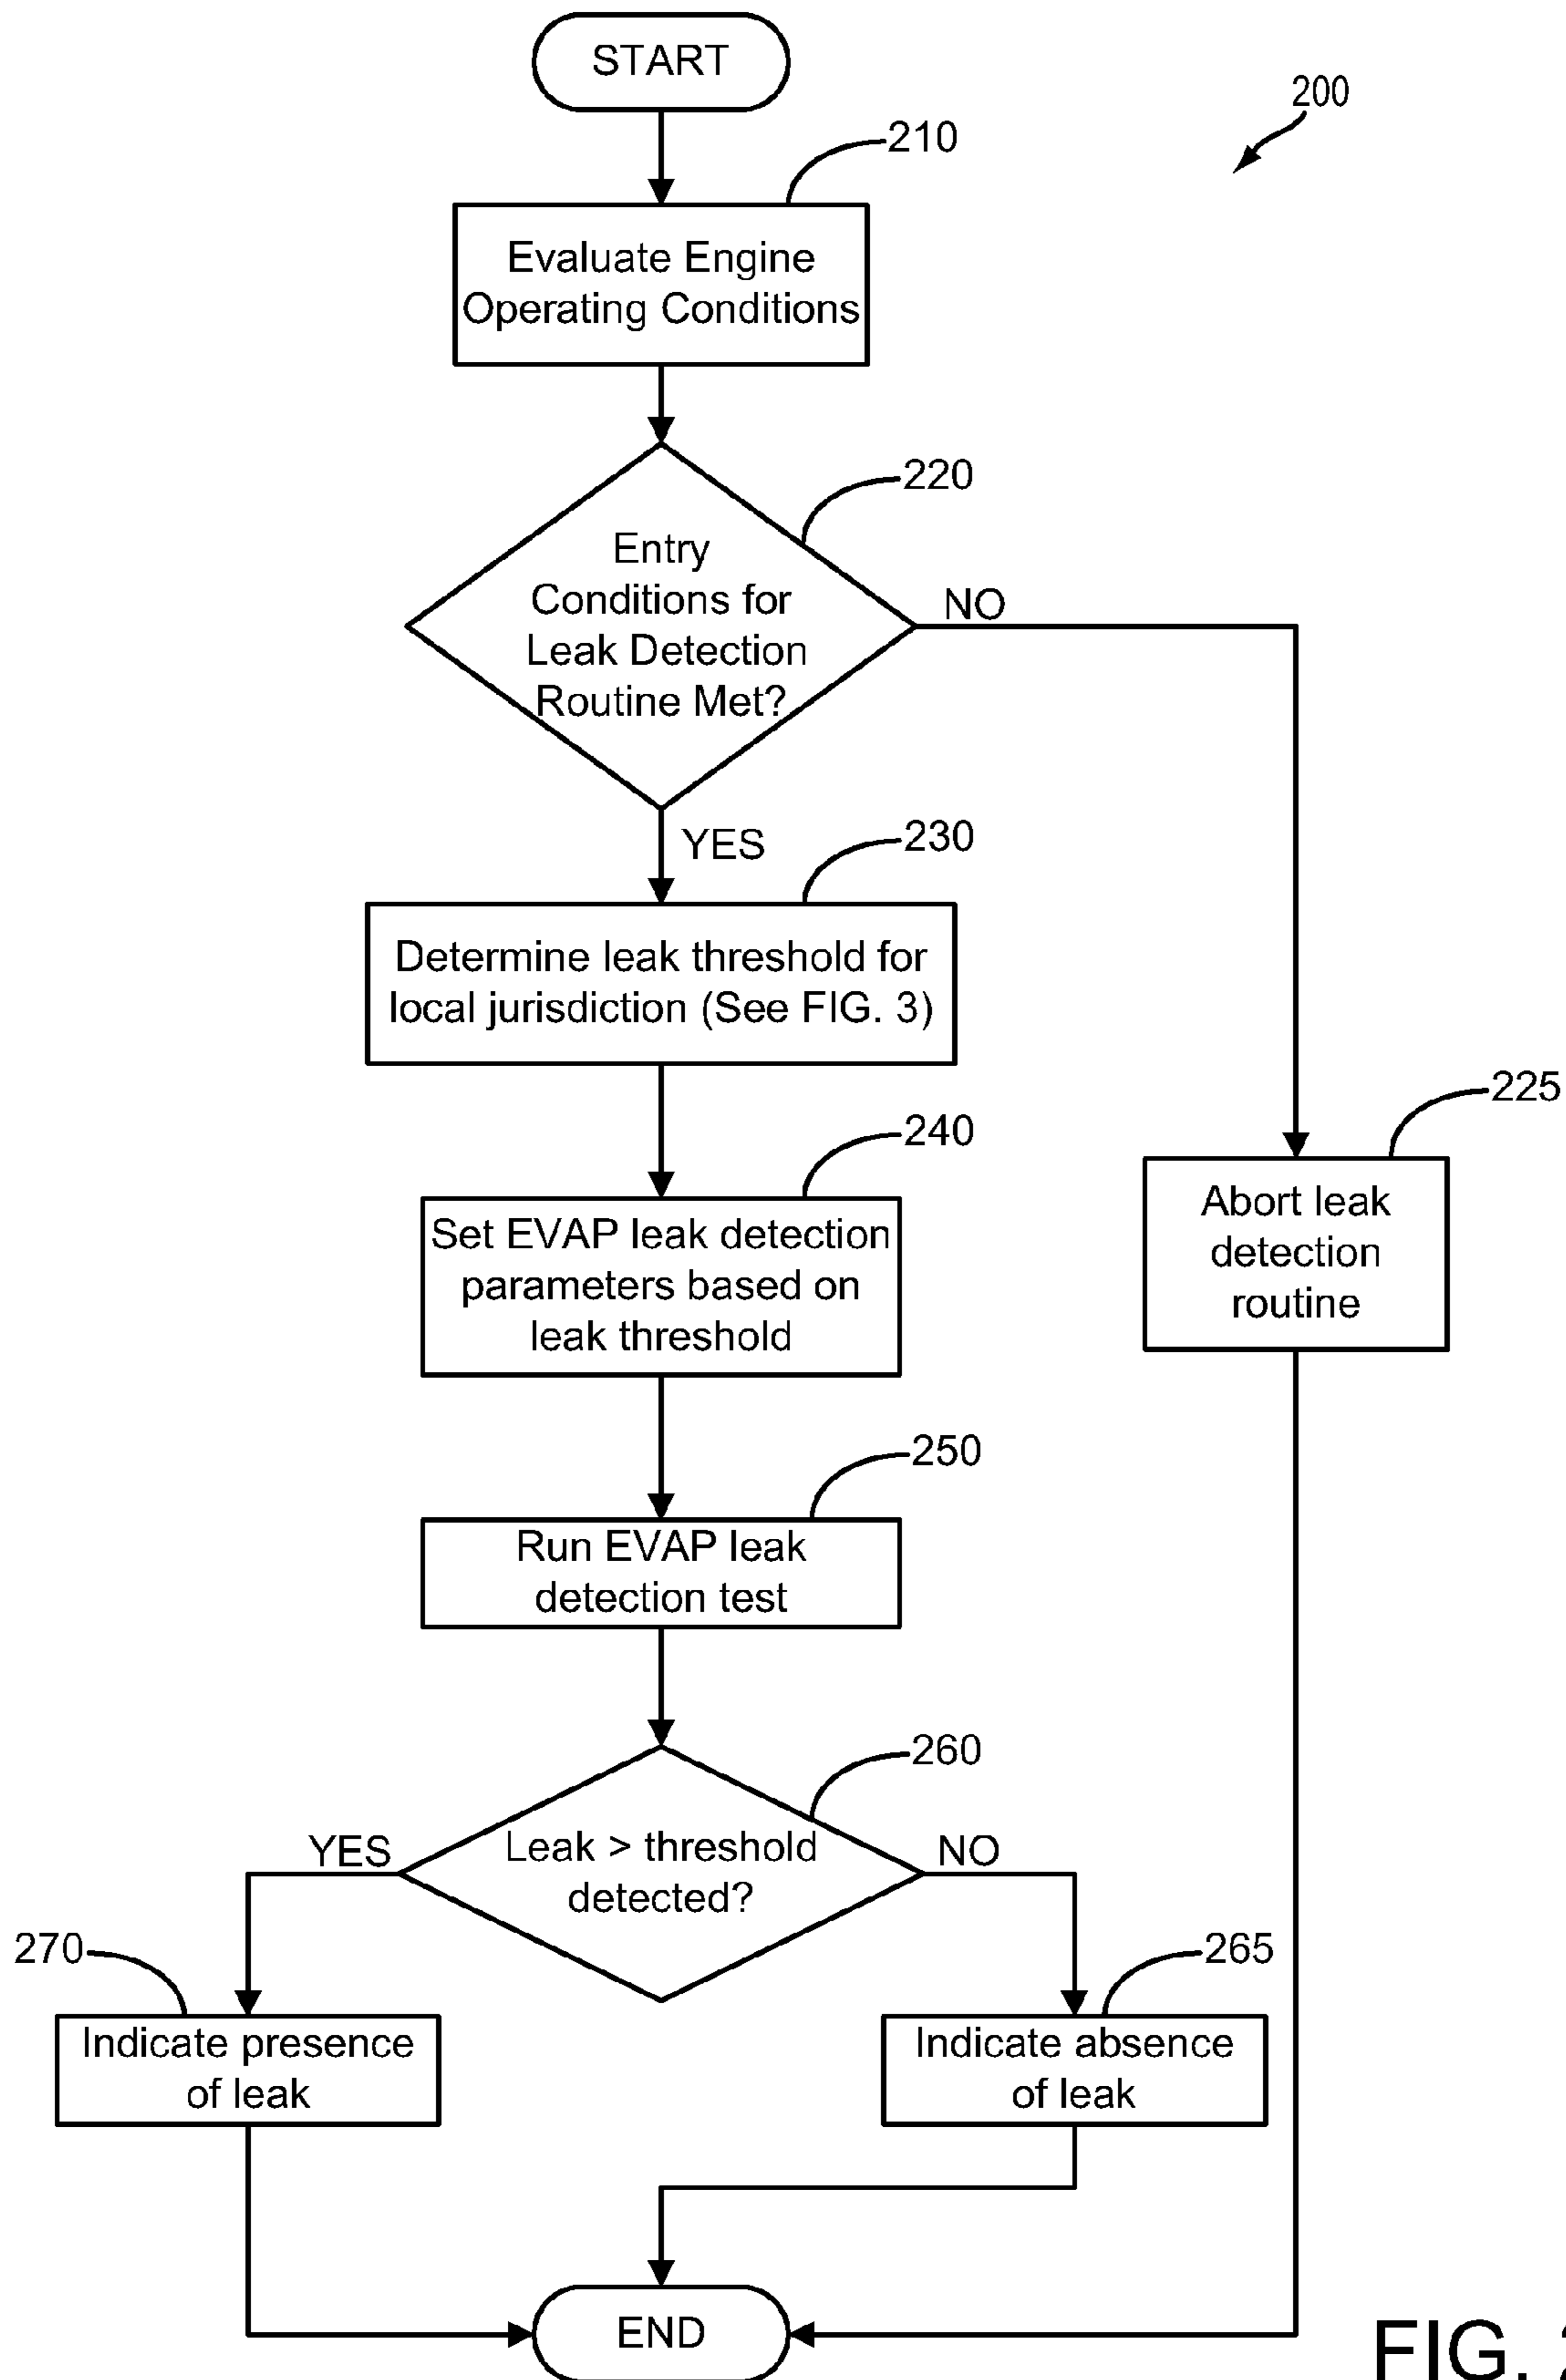 START
200
210
Evaluate Engine
Operating Conditions
220
Entry
Conditions for
Leak Detection
Routine Met?
NO
YES
230
Determine leak threshold for
local jurisdiction (See FIG. 3)
225
Abort leak
detection
routine
240
Set EVAP leak detection
parameters based on
leak threshold
250
Run EVAP leak
detection test
260
Leak > threshold
detected?
YES
NO
270
Indicate presence
of leak
265
Indicate absence
of leak
END
FIG.